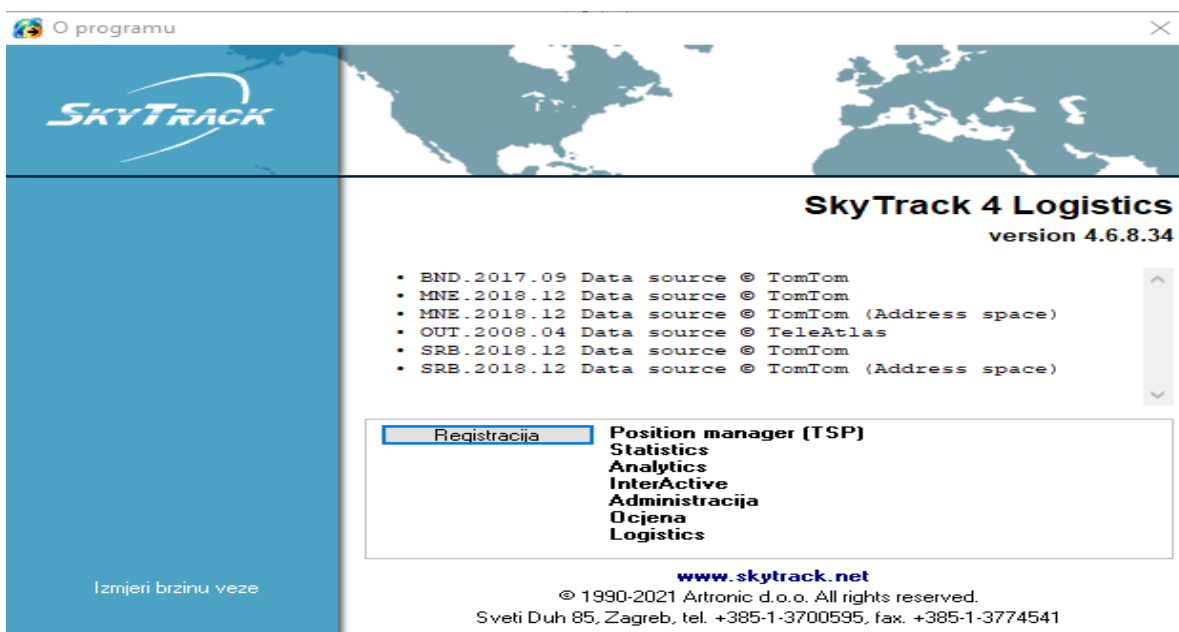 O programu
SKYTRACK
SkyTrack 4 Logistics
version 4.6.8.34
• BND.2017.09 Data source © TomTom
• MNE.2018.12 Data source © TomTom
• MNE.2018.12 Data source © TomTom (Address space)
• OUT.2008.04 Data source © TeleAtlas
• SRB.2018.12 Data source © TomTom
• SRB.2018.12 Data source © TomTom (Address space)
Registracija
Position manager (TSP)
Statistics
Analytics
InterActive
Administracija
Ocjena
Logistics
Izmjeri brzinu veze
www.skytrack.net
© 1990-2021 Artronic d.o.o. All rights reserved.
Sveti Duh 85, Zagreb, tel. +385-1-3700595, fax. +385-1-3774541